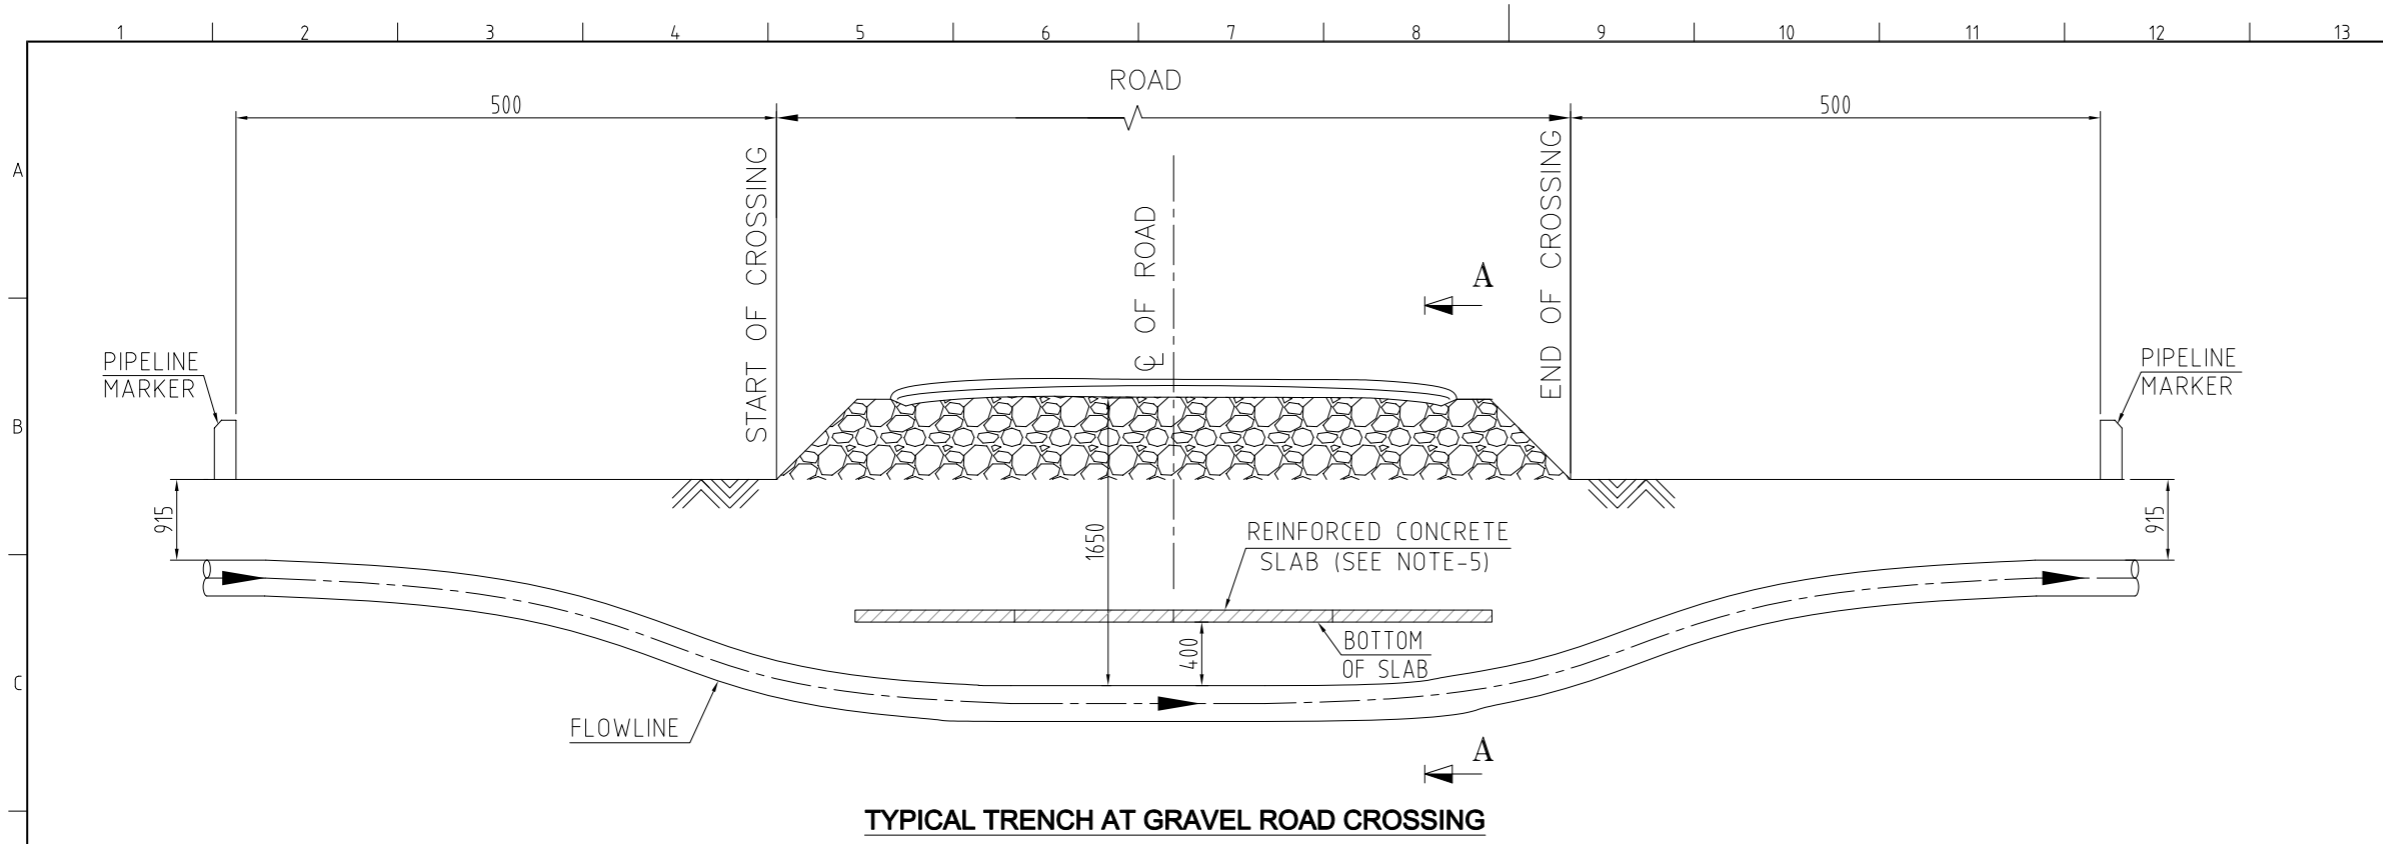 1 2 3 4 5 6 7 8 9 10 11 12 13
ROAD
500
500
A
START OF CROSSING
℄ OF ROAD
END OF CROSSING
A
PIPELINE
MARKER
PIPELINE
MARKER
B
915
1650
REINFORCED CONCRETE
SLAB (SEE NOTE-5)
915
400
BOTTOM
OF SLAB
C
FLOWLINE
A
TYPICAL TRENCH AT GRAVEL ROAD CROSSING